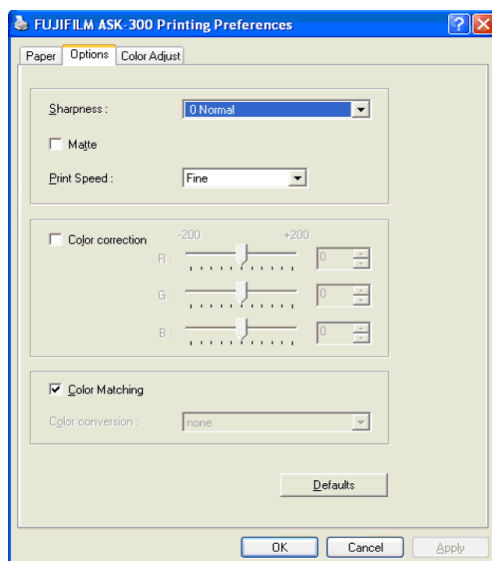 FUJIFILM ASK-300 Printing Preferences
Paper Options Color Adjust
Sharpness : 0 Normal
Matte
Print Speed : Fine
Color correction -200 +200
R : 0
G : 0
B : 0
Color Matching
Color conversion : none
Defaults
OK Cancel Apply